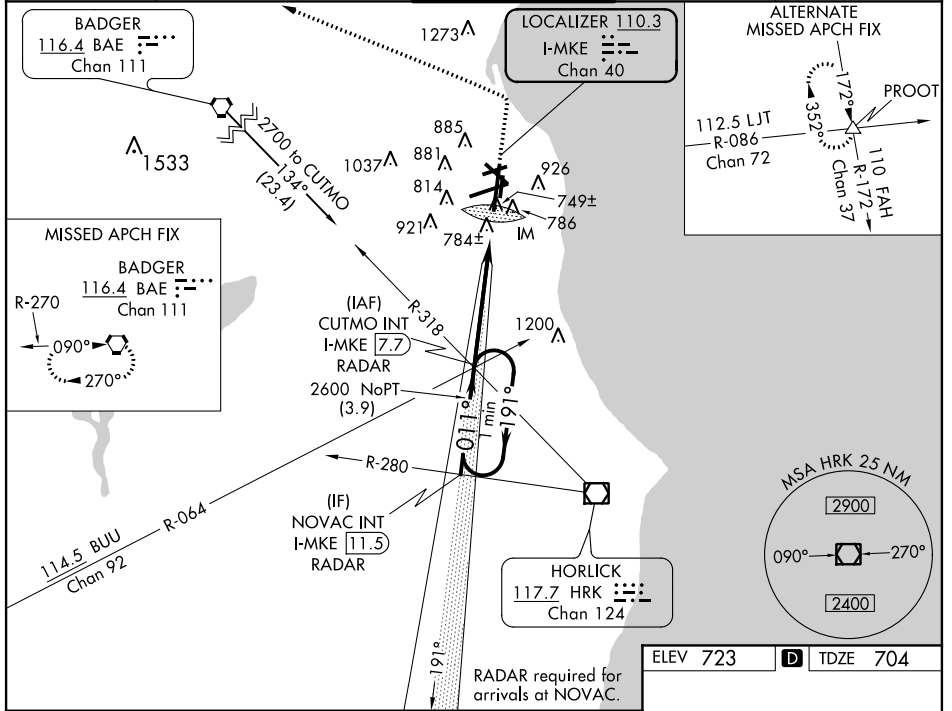 BADGER
116.4 BAE
Chan 111
1273
LOCALIZER 110.3
I-MKE
Chan 40
ALTERNATE
MISSED APCH FIX
172°
352°
PROOT
112.5 LJT
R-086
Chan 72
110 FAH
R-172
Chan 37
1533
2700 to CUTMO
134°
(23.4)
885
1037
881
814
926
749±
786
921
784±
IM
MISSED APCH FIX
BADGER
116.4 BAE
Chan 111
R-270
090°
270°
R-318
(IAF)
CUTMO INT
I-MKE 7.7
RADAR
1200
2600 NoPT
(3.9)
011°
1 min
191°
R-280
(IF)
NOVAC INT
I-MKE 11.5
RADAR
R-064
114.5 BUU
Chan 92
HORLICK
117.7 HRK
Chan 124
MSA HRK 25 NM
2900
090°
270°
2400
191°
RADAR required for
arrivals at NOVAC.
ELEV 723 D TDZE 704